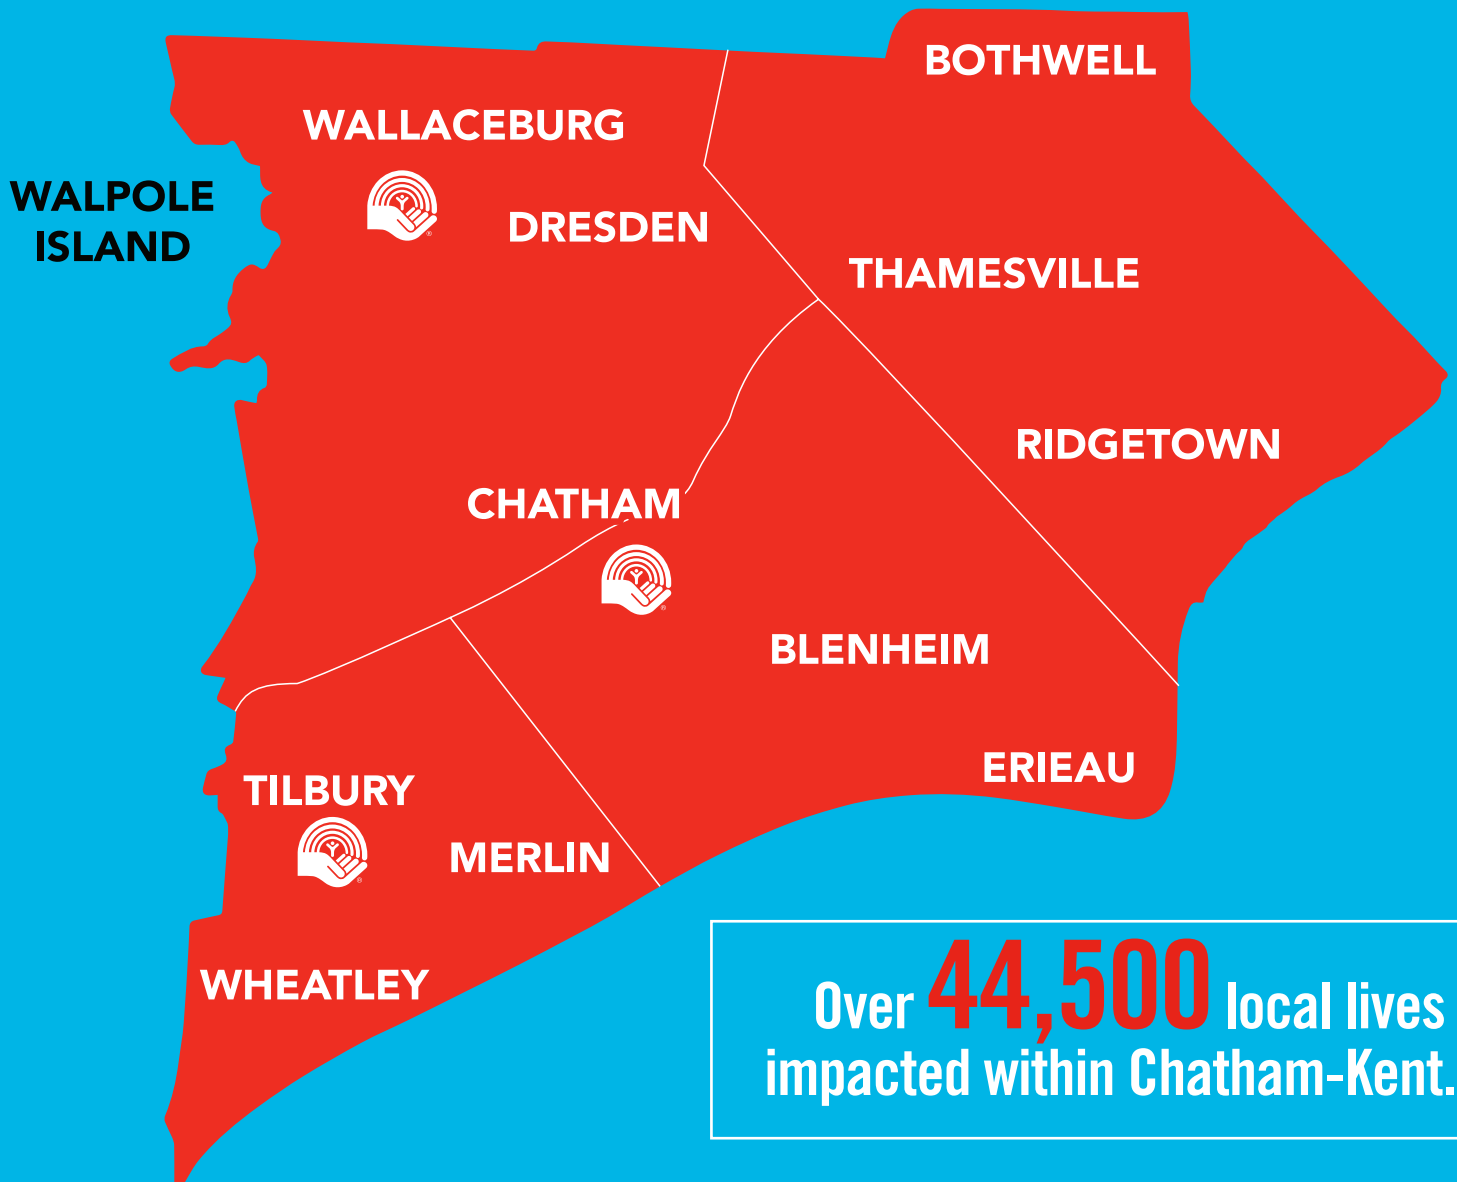 BOTHWELL
WALLACEBURG
WALPOLE
ISLAND
DRESDEN
THAMESVILLE
RIDGETOWN
CHATHAM
BLENHEIM
ERIEAU
TILBURY
MERLIN
WHEATLEY
Over 44,500 local lives
impacted within Chatham-Kent.